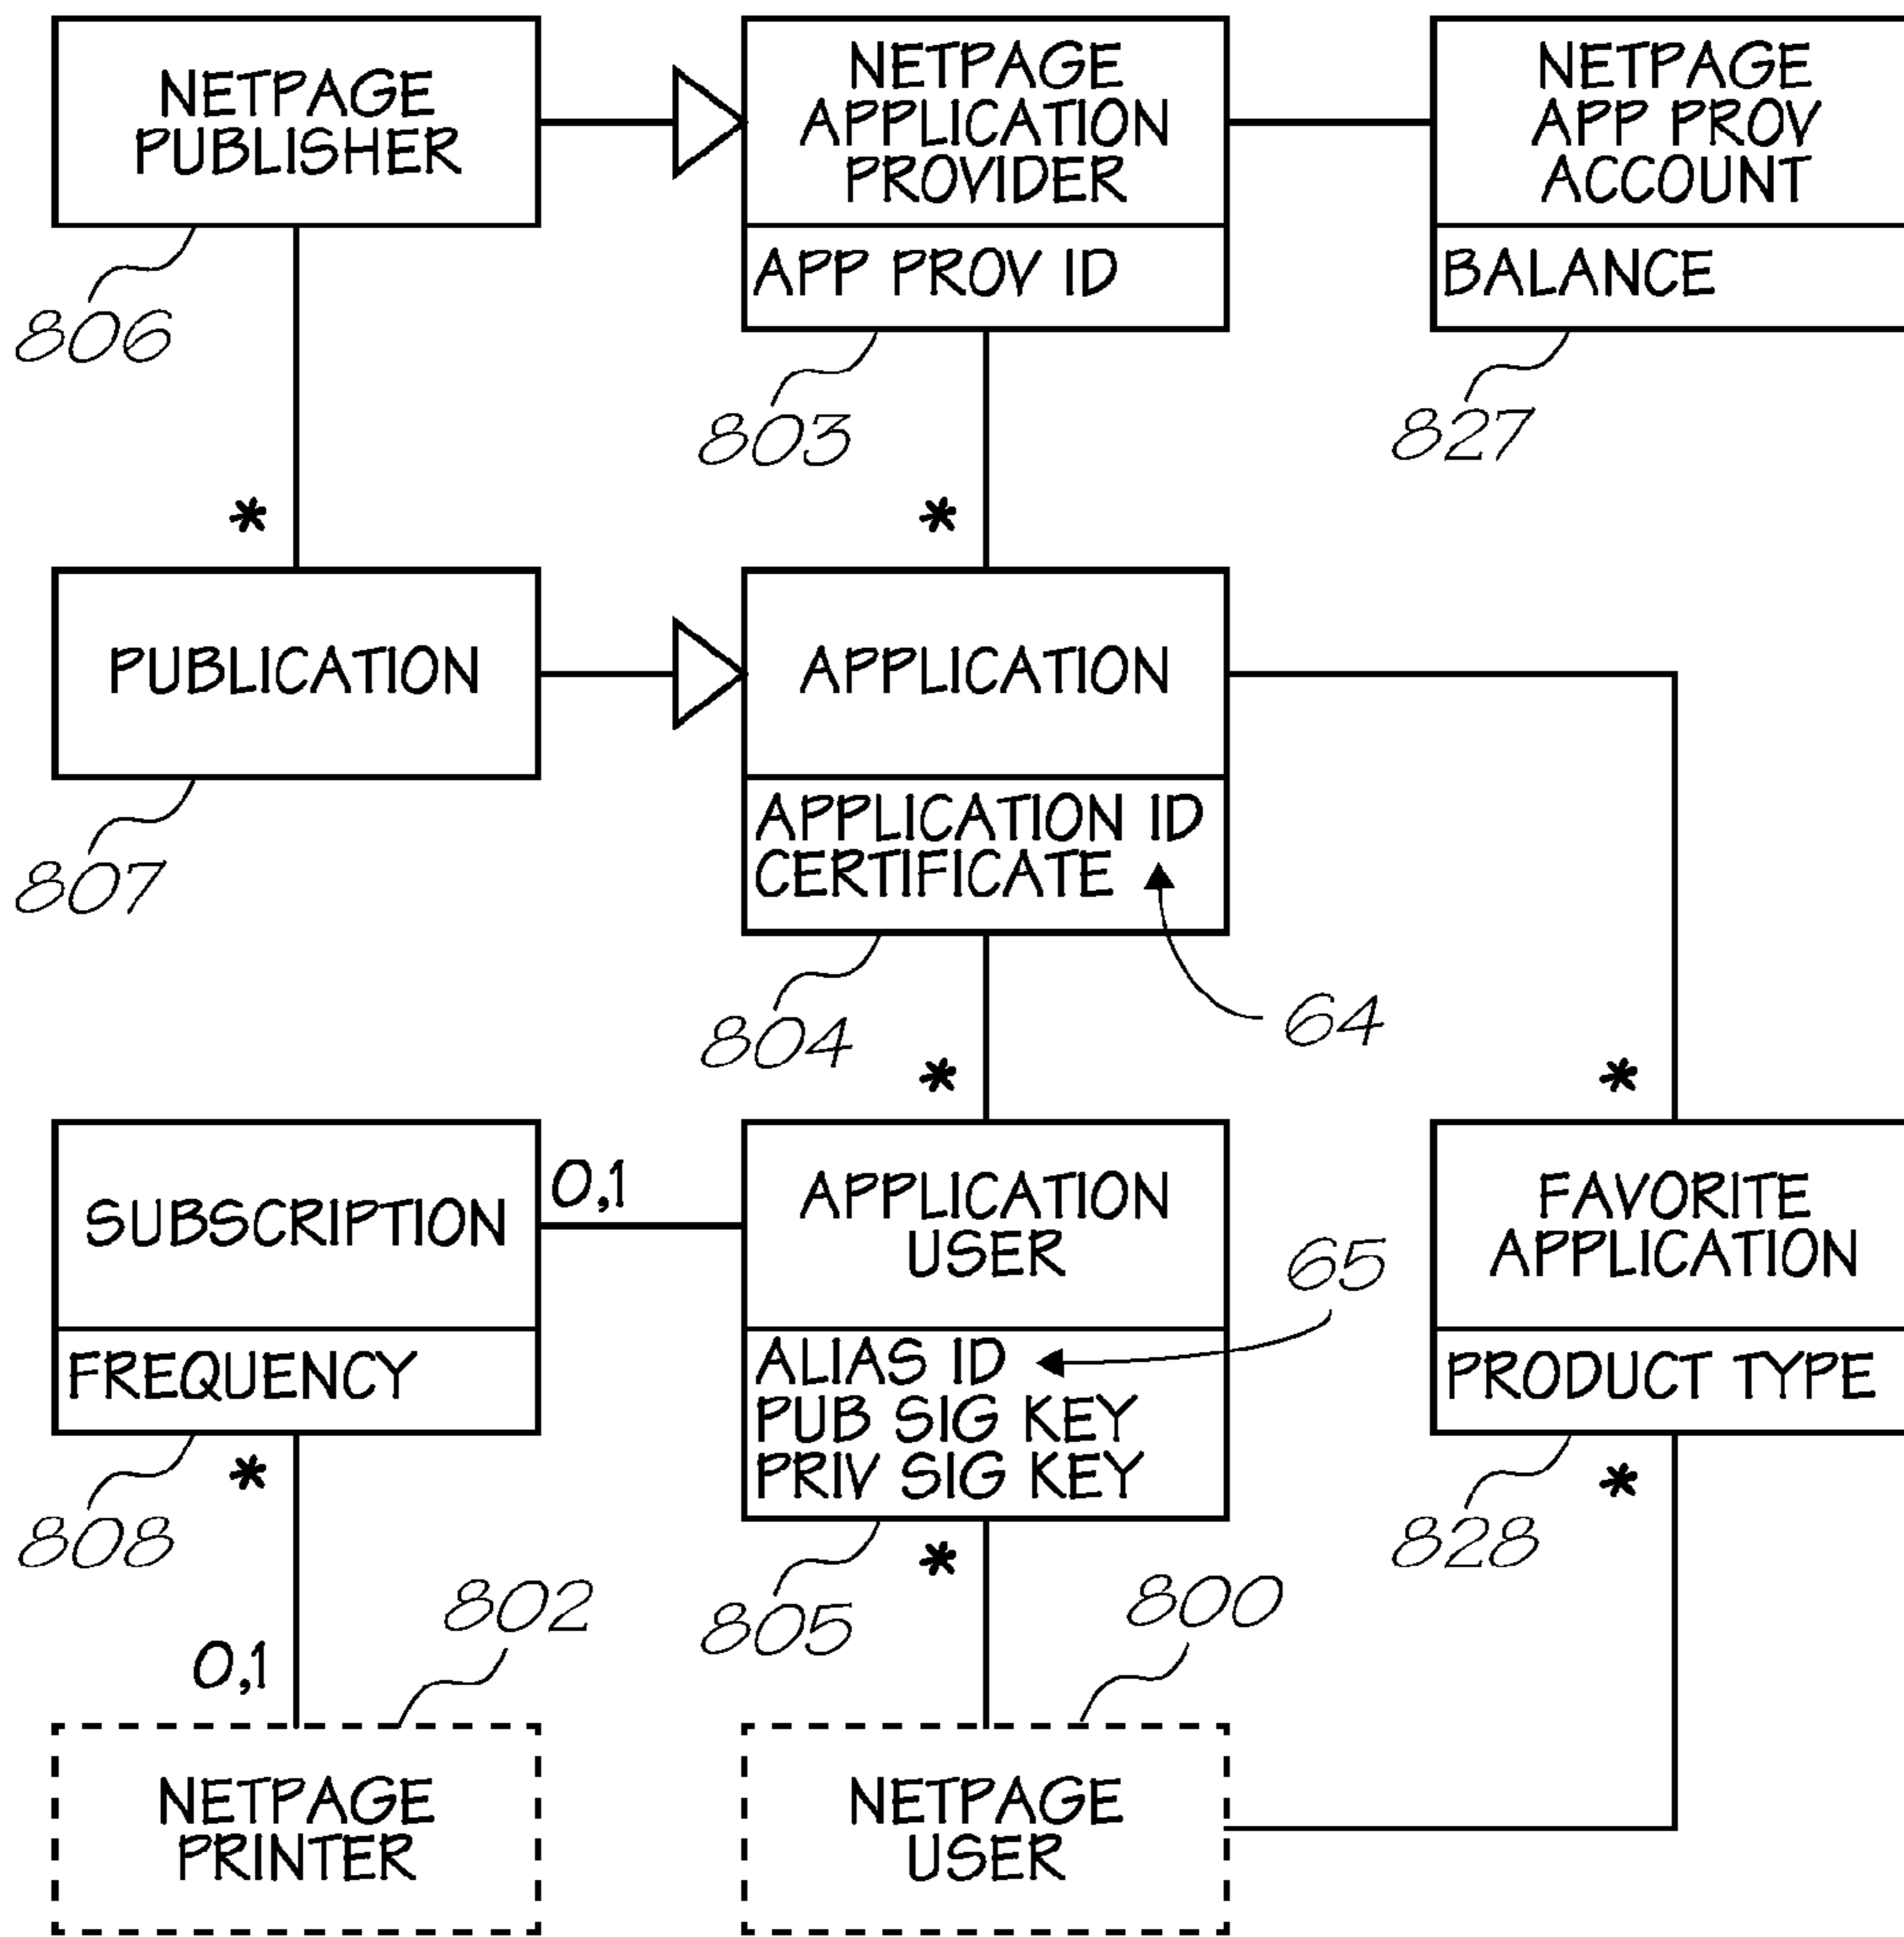 NETPAGE
PUBLISHER
806
NETPAGE
APPLICATION
PROVIDER
APP PROV ID
803
NETPAGE
APP PROV
ACCOUNT
BALANCE
827
*
*
PUBLICATION
807
APPLICATION
APPLICATION ID
CERTIFICATE
64
804
*
*
SUBSCRIPTION
FREQUENCY
0,1
808
*
APPLICATION
USER
ALIAS ID
PUB SIG KEY
PRIV SIG KEY
65
805
*
FAVORITE
APPLICATION
PRODUCT TYPE
828
*
0,1
802
NETPAGE
PRINTER
800
NETPAGE
USER